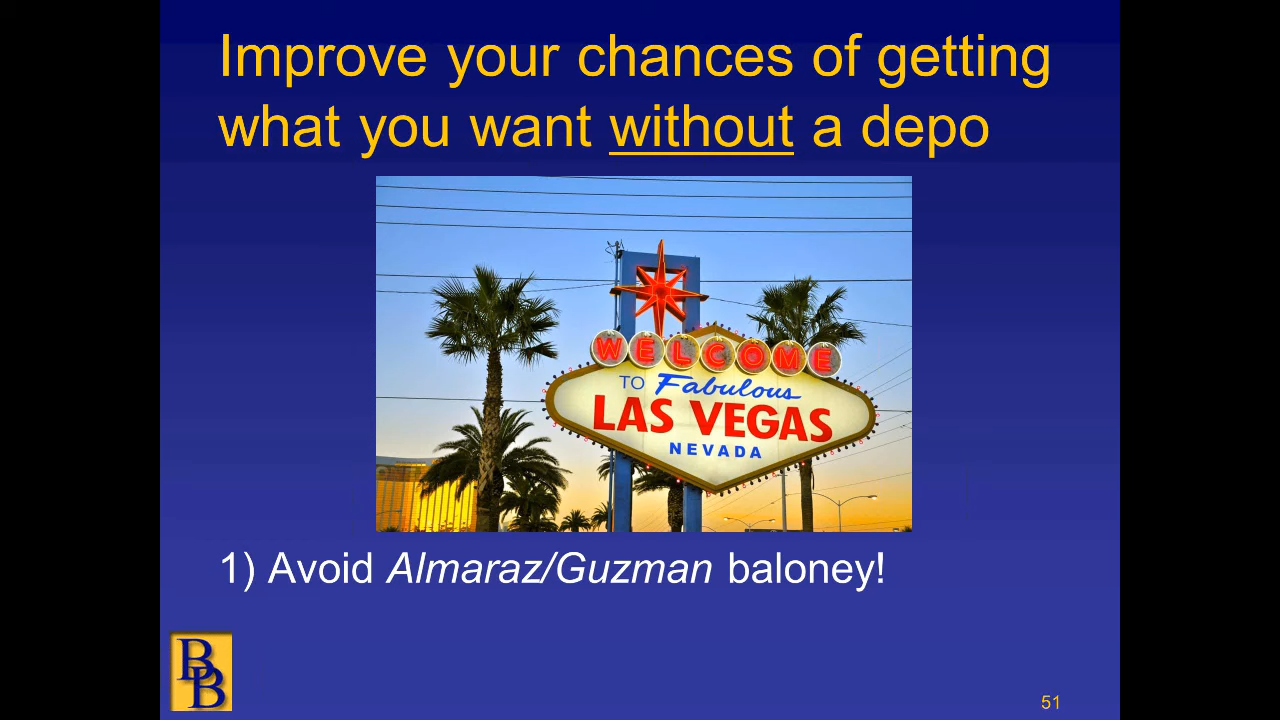 Improve your chances of getting
what you want without a depo
WELCOME
TO Fabulous
LAS VEGAS
NEVADA
1) Avoid Almaraz/Guzman baloney!
BB
51